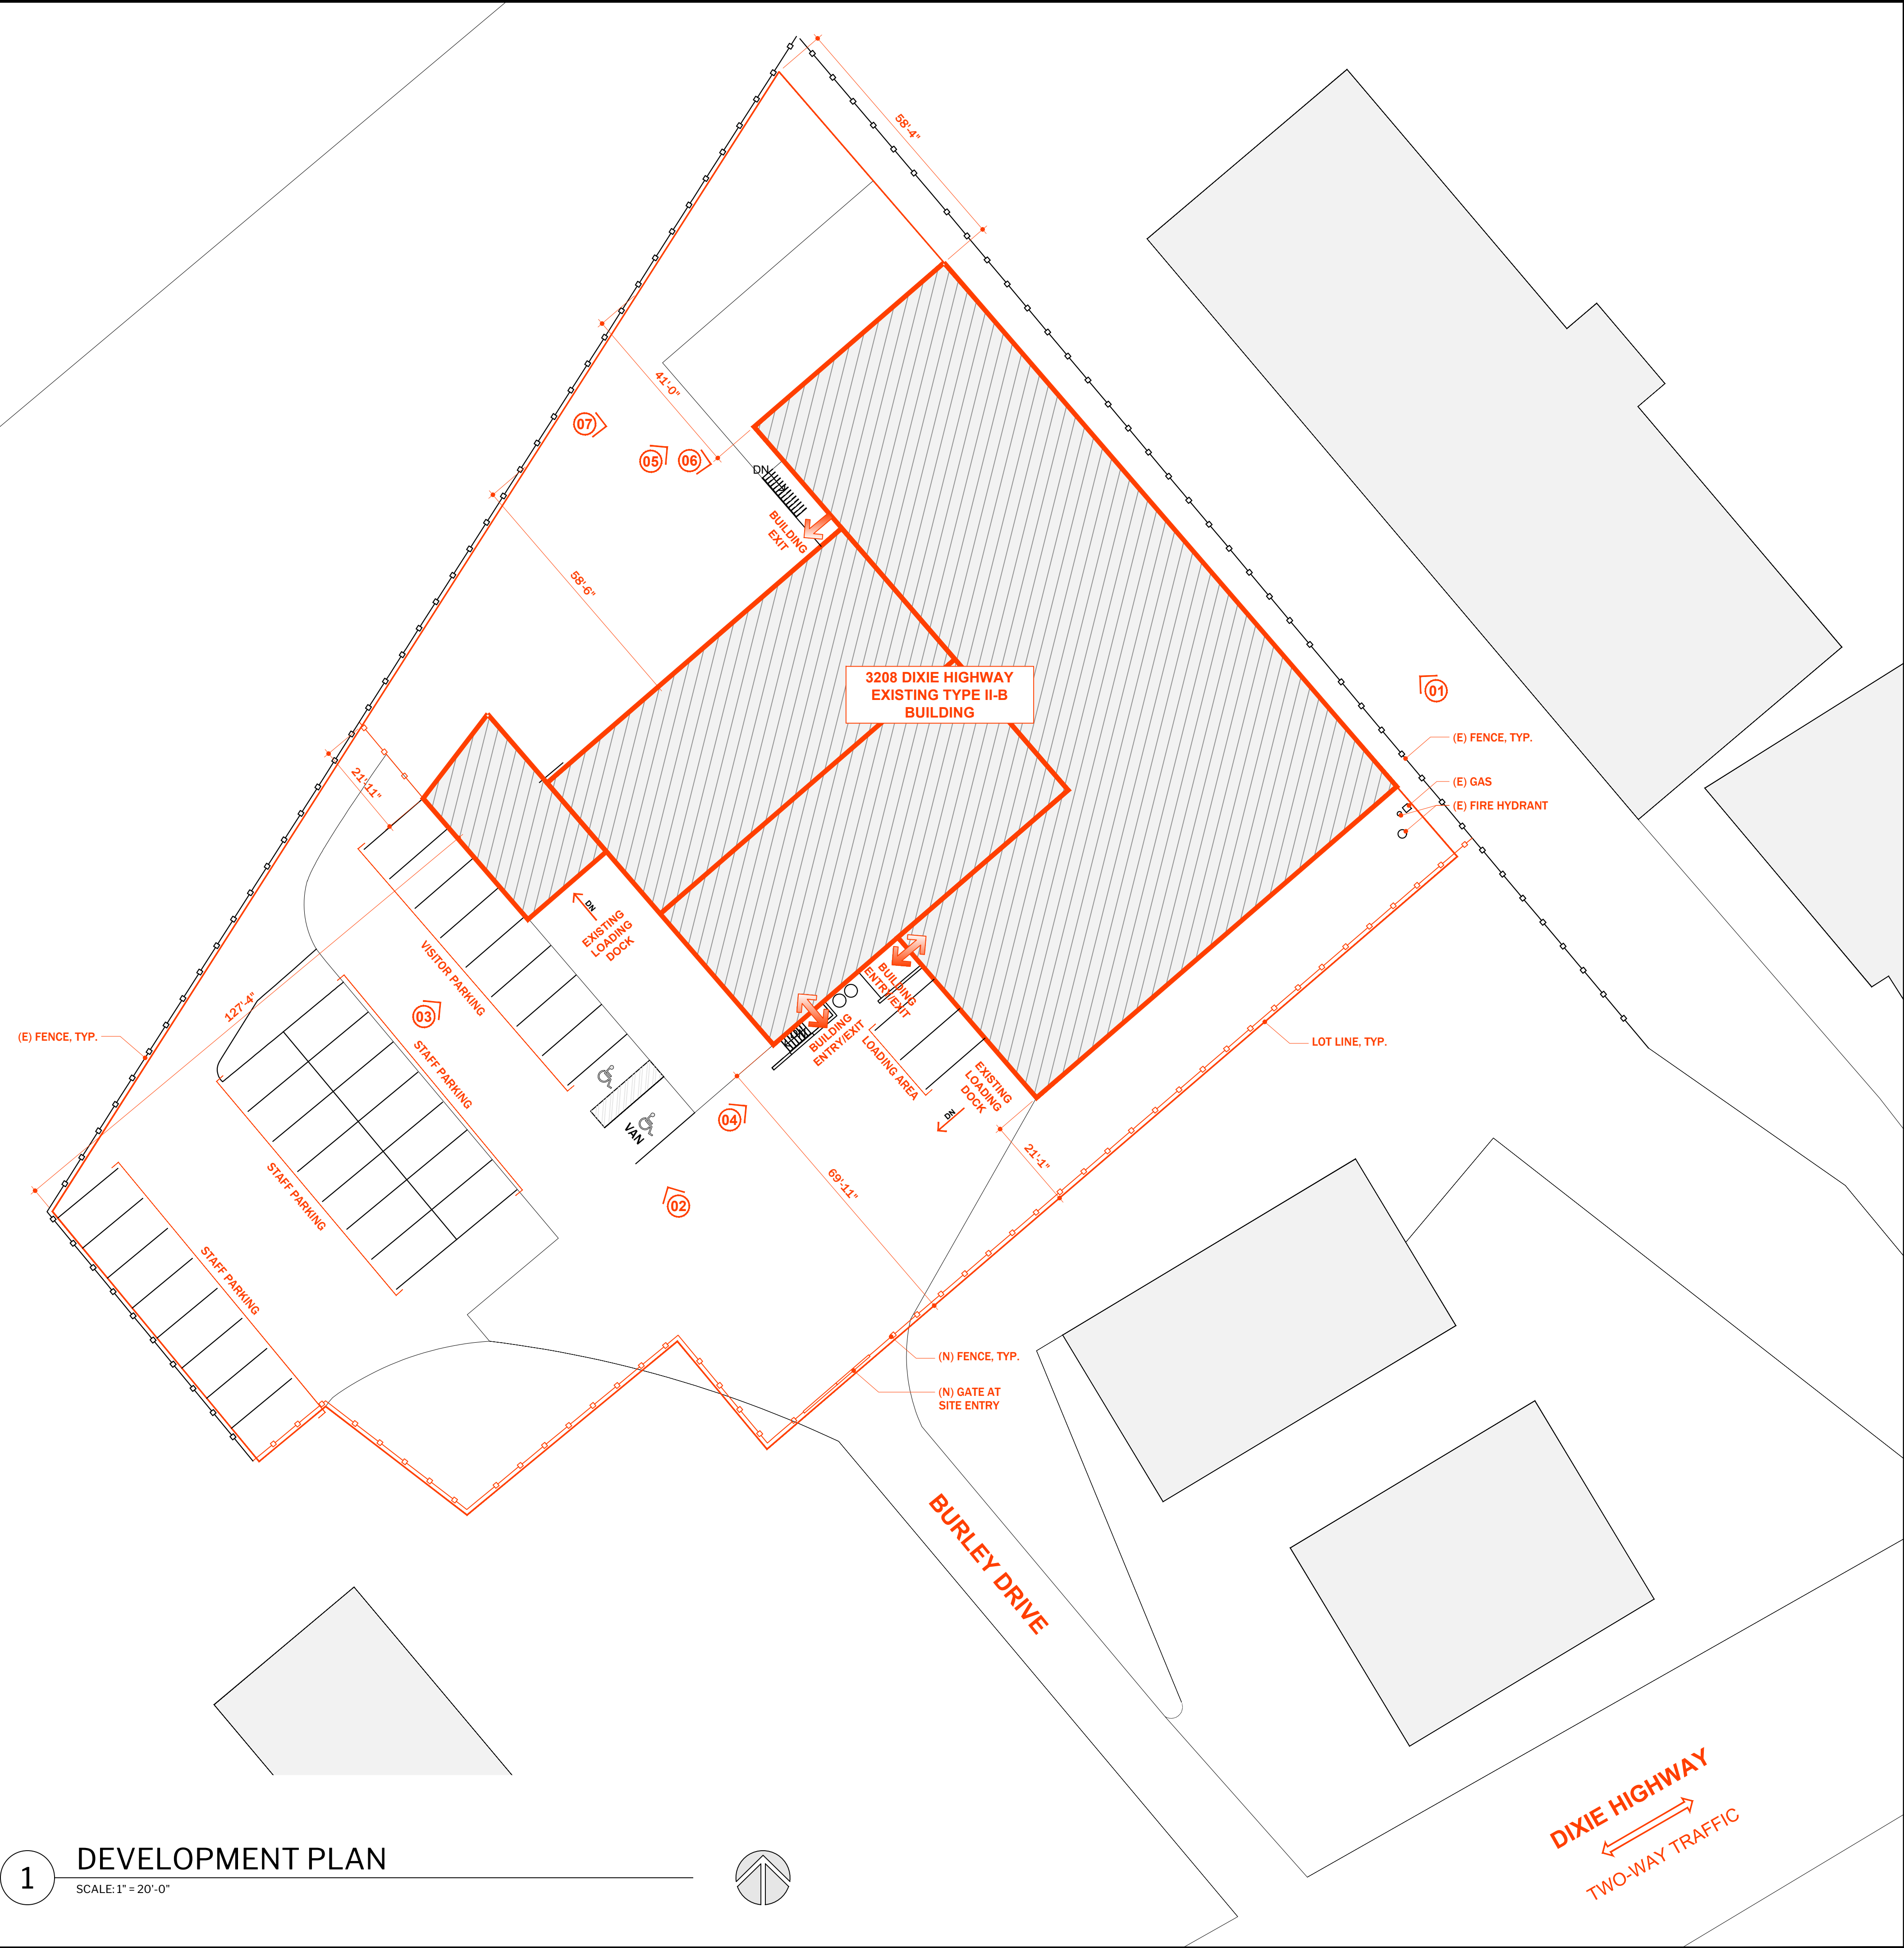 58'-4"
41'-0"
07
05
06
DN
BUILDING
EXIT
58'-6"
3208 DIXIE HIGHWAY
EXISTING TYPE II-B
BUILDING
01
(E) FENCE, TYP.
(E) GAS
(E) FIRE HYDRANT
21'-11"
DN
EXISTING
LOADING
DOCK
VISITOR PARKING
127'-4"
03
STAFF PARKING
(E) FENCE, TYP.
BUILDING
ENTRY/EXIT
BUILDING
ENTRY/EXIT
LOADING AREA
EXISTING
LOADING
DOCK
DN
LOT LINE, TYP.
04
VAN
21'-1"
69'-11"
02
STAFF PARKING
STAFF PARKING
(N) FENCE, TYP.
(N) GATE AT
SITE ENTRY
BURLEY DRIVE
DIXIE HIGHWAY
TWO-WAY TRAFFIC
1
DEVELOPMENT PLAN
SCALE: 1" = 20'-0"